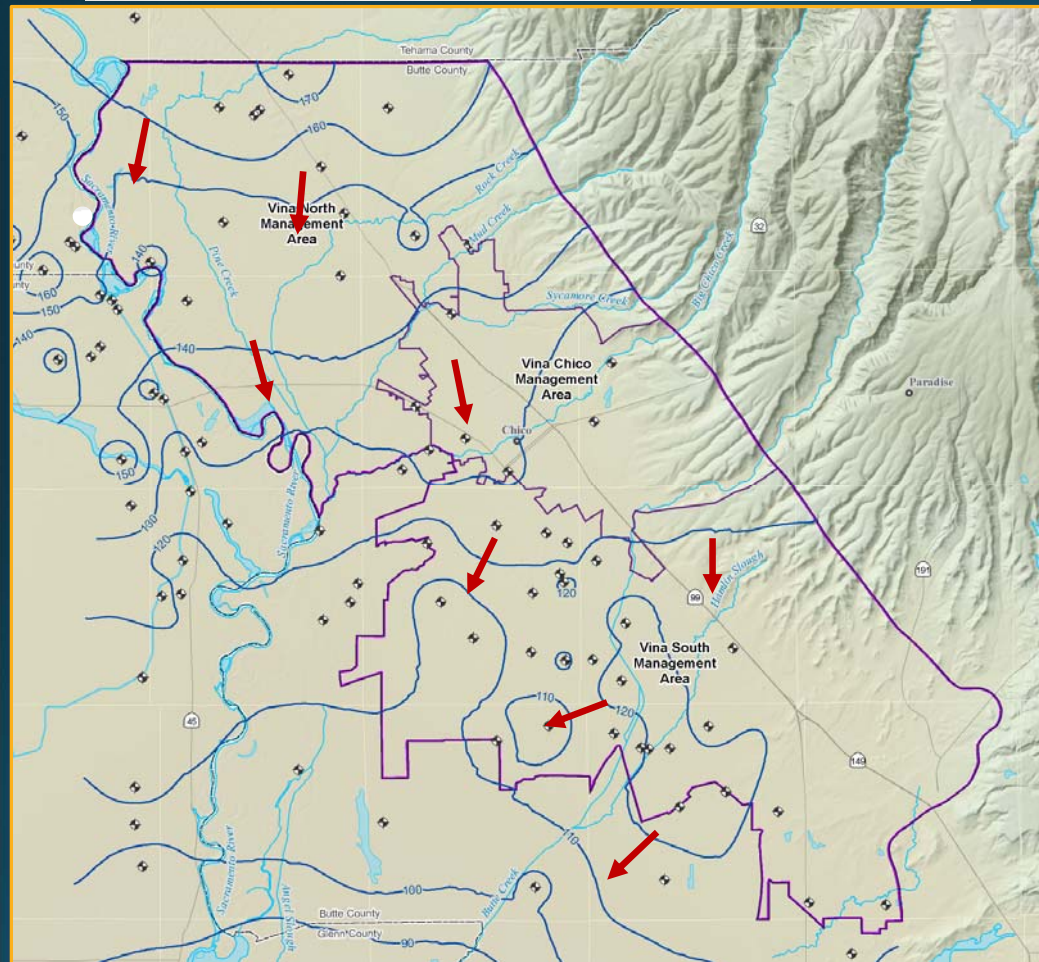 Tehama County
Butte County
150
170
160
Rock Creek
Sacramento River
Vina North
Management
Area
Mud Creek
32
Pine Creek
140
unty
unty
160
150
140
Sycamore Creek
Big Chico Creek
140
Vina Chico
Management
Area
Paradise
Chico
150
130
120
Sacramento River
120
99
Hamlin Slough
191
Vina South
Management
Area
110
120
45
149
110
100
Sacramento River
Angel Slough
Butte Creek
Butte County
Glenn County
90